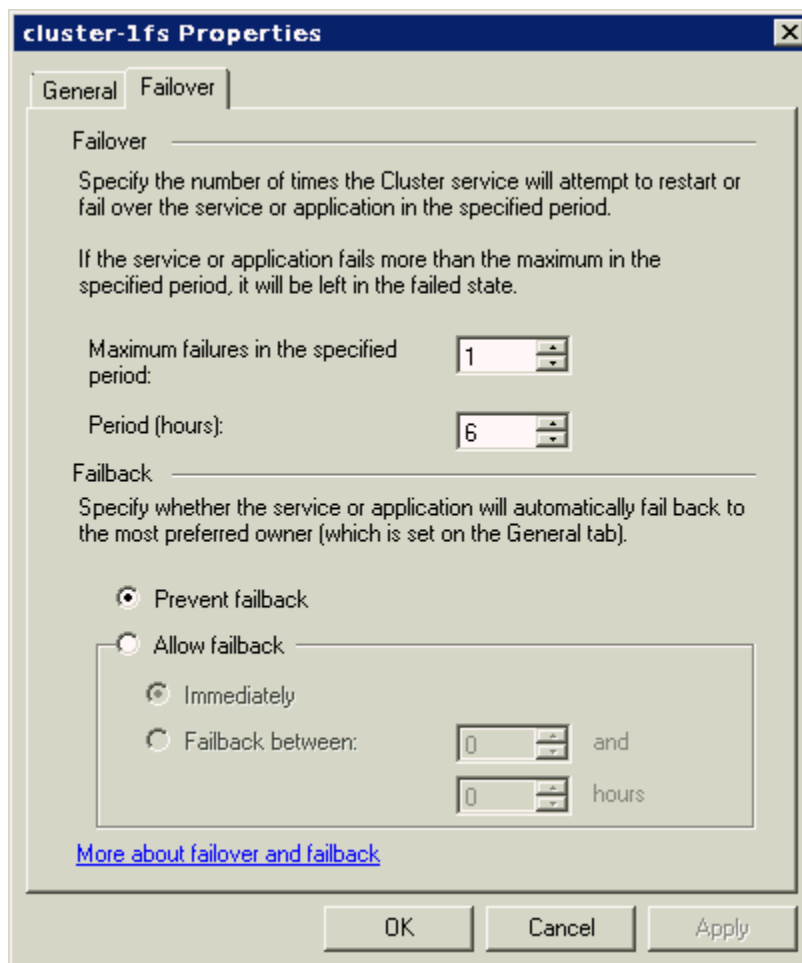 cluster-1fs Properties
General
Failover
Failover
Specify the number of times the Cluster service will attempt to restart or
fail over the service or application in the specified period.
If the service or application fails more than the maximum in the
specified period, it will be left in the failed state.
Maximum failures in the specified
period:
1
Period (hours):
6
Failback
Specify whether the service or application will automatically fail back to
the most preferred owner (which is set on the General tab).
Prevent failback
Allow failback
Immediately
Failback between:
0
and
0
hours
More about failover and failback
OK
Cancel
Apply